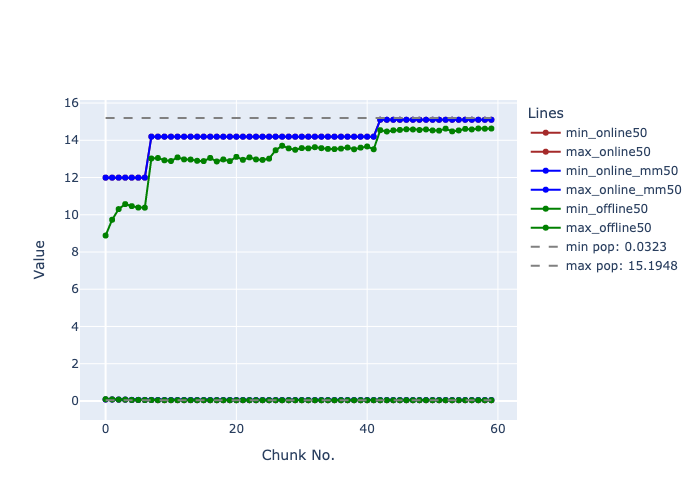 16
14
12
10
8
6
4
2
0
Value
0
20
40
60
Chunk No.
Lines
min_online50
max_online50
min_online_mm50
max_online_mm50
min_offline50
max_offline50
min pop: 0.0323
max pop: 15.1948